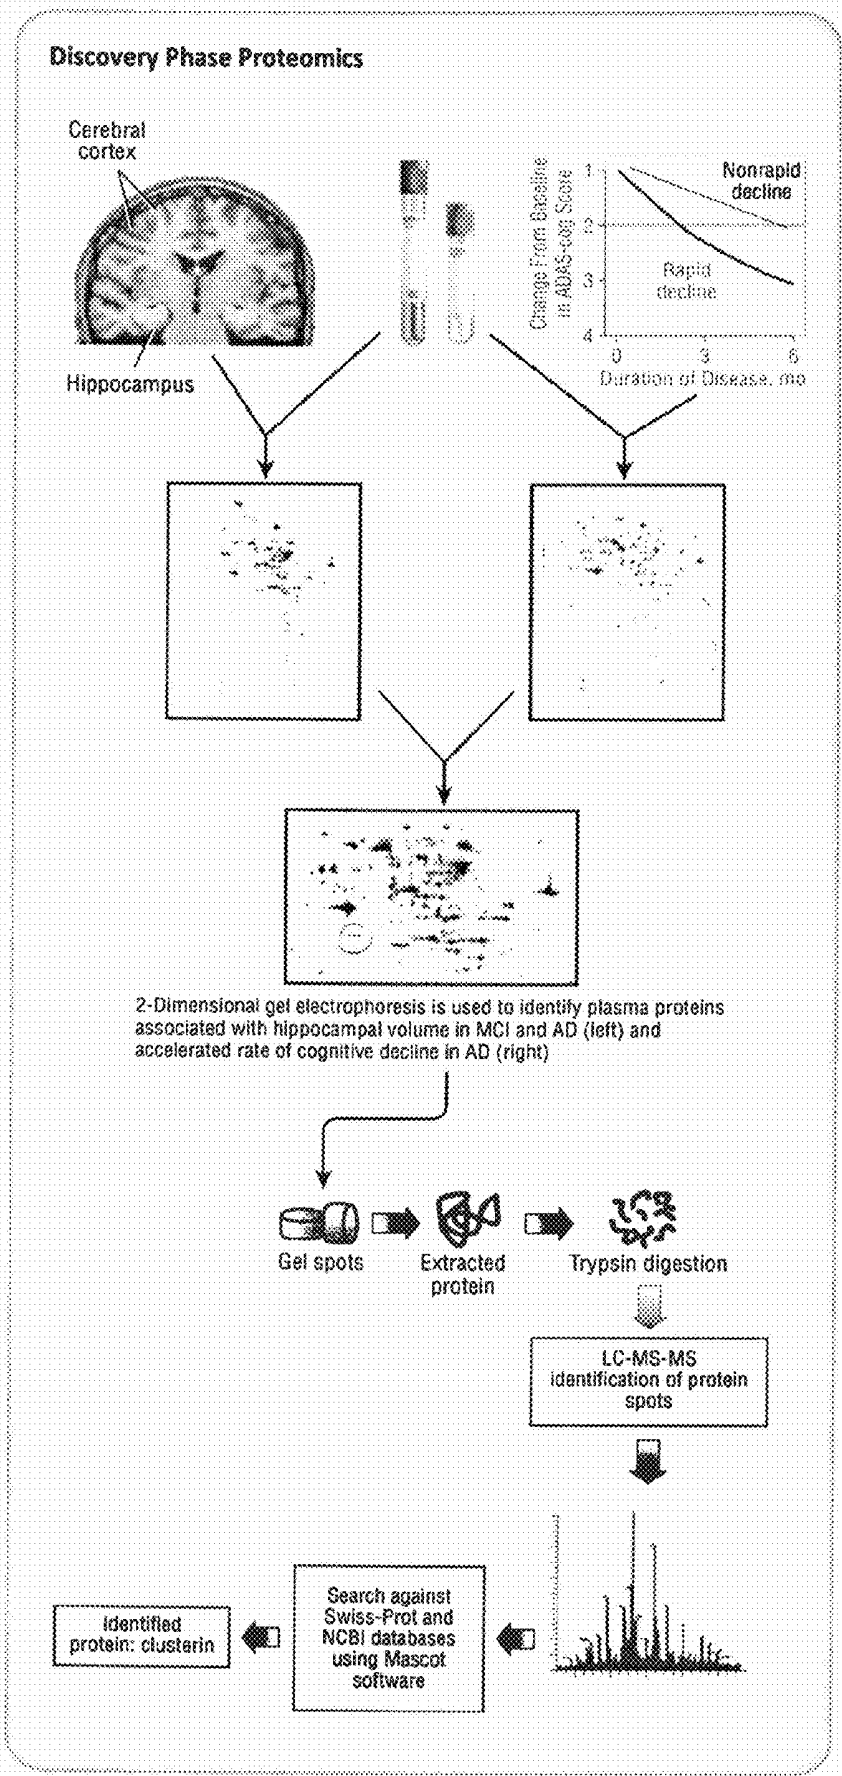 Discovery Phase Proteomics
Cerebral
cortex
Hippocampus
Change From Baseline
in ADAS-cog Score
1
2
3
4
Nonrapid
decline
Rapid
decline
0
3
6
Duration of Disease, mo
2-Dimensional gel electrophoresis is used to identify plasma proteins
associated with hippocampal volume in MCI and AD (left) and
accelerated rate of cognitive decline in AD (right)
Gel spots
Extracted
protein
Trypsin digestion
LC-MS-MS
identification of protein
spots
Search against
Swiss-Prot and
NCBI databases
using Mascot
software
Identified
protein: clusterin